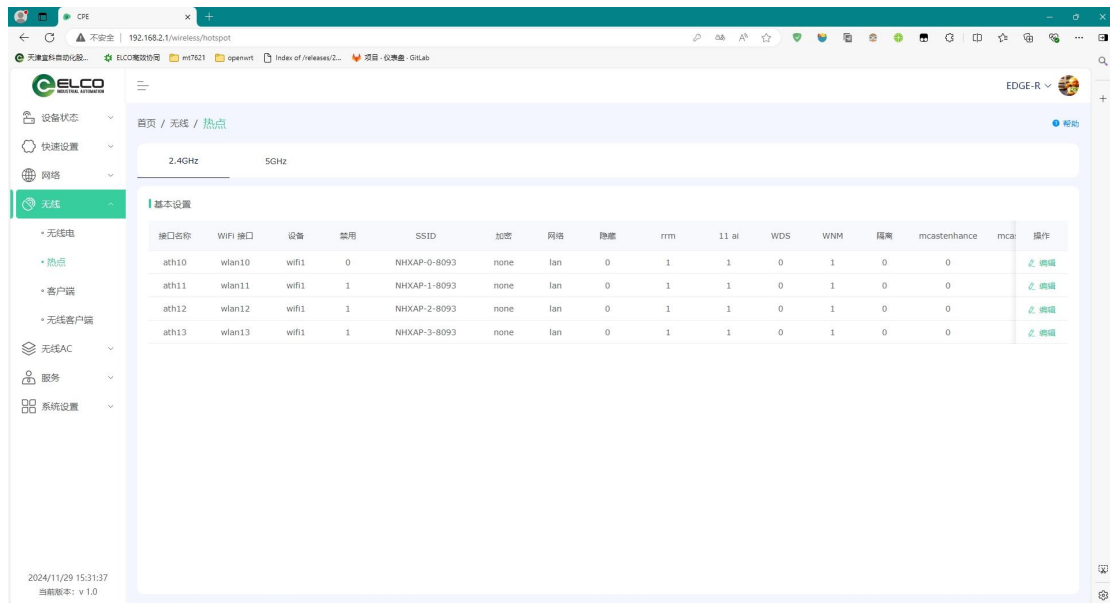 CPE
不安全 | 192.168.2.1/wireless/hotspot
天津宜科自动化股... ELCO高效协同 mt7621 openwrt Index of /releases/2... 项目 · 仪表盘 · GitLab
ELCO
INDUSTRIAL AUTOMATION
EDGE-R
设备状态
快速设置
网络
无线
无线电
热点
客户端
无线客户端
无线AC
服务
系统设置
2024/11/29 15:31:37
当前版本: v 1.0
首页 / 无线 / 热点
帮助
2.4GHz 5GHz
基本设置
接口名称 WiFi 接口 设备 禁用 SSID 加密 网络 隐藏 rrm 11 ai WDS WNM 隔离 mcastenhance mcas 操作
ath10 wlan10 wifi1 0 NHXAP-0-8093 none lan 0 1 1 0 1 0 0 编辑
ath11 wlan11 wifi1 1 NHXAP-1-8093 none lan 0 1 1 0 1 0 0 编辑
ath12 wlan12 wifi1 1 NHXAP-2-8093 none lan 0 1 1 0 1 0 0 编辑
ath13 wlan13 wifi1 1 NHXAP-3-8093 none lan 0 1 1 0 1 0 0 编辑